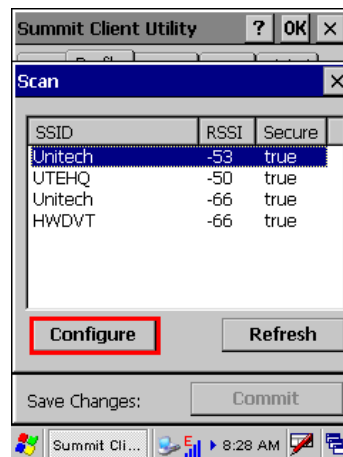 Summit Client Utility ? OK ×
Scan ×
SSID RSSI Secure
Unitech -53 true
UTEHQ -50 true
Unitech -66 true
HWDVT -66 true
Configure Refresh
Save Changes: Commit
Summit Cli... 8:28 AM